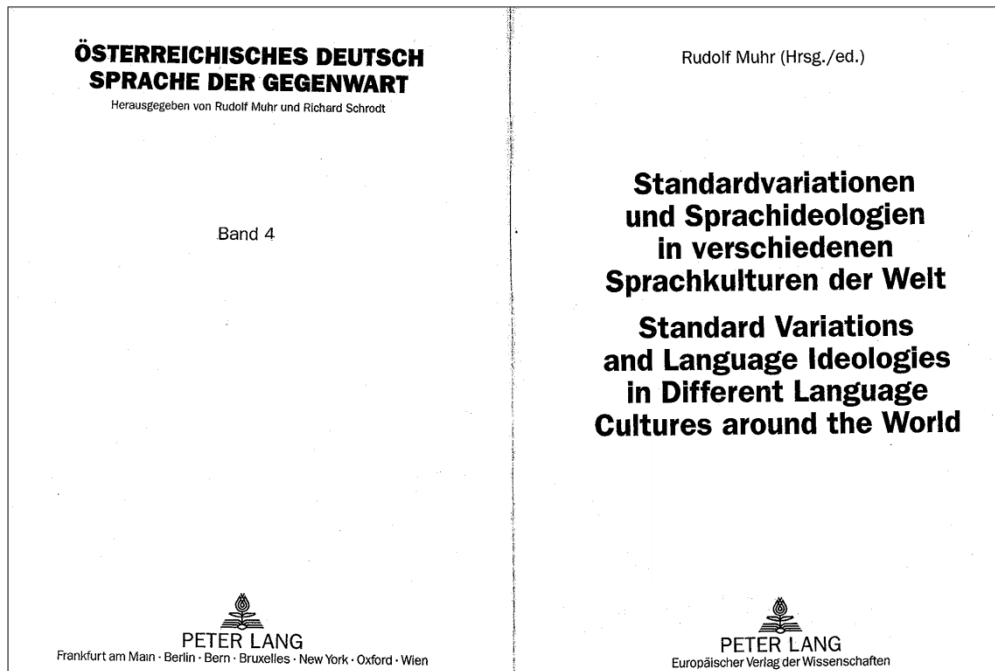 ÖSTERREICHISCHES DEUTSCH
SPRACHE DER GEGENWART
Herausgegeben von Rudolf Muhr und Richard Schrodt
Band 4
PETER LANG
Frankfurt am Main · Berlin · Bern · Bruxelles · New York · Oxford · Wien
Rudolf Muhr (Hrsg./ed.)
Standardvariationen
und Sprachideologien
in verschiedenen
Sprachkulturen der Welt
Standard Variations
and Language Ideologies
in Different Language
Cultures around the World
PETER LANG
Europäischer Verlag der Wissenschaften